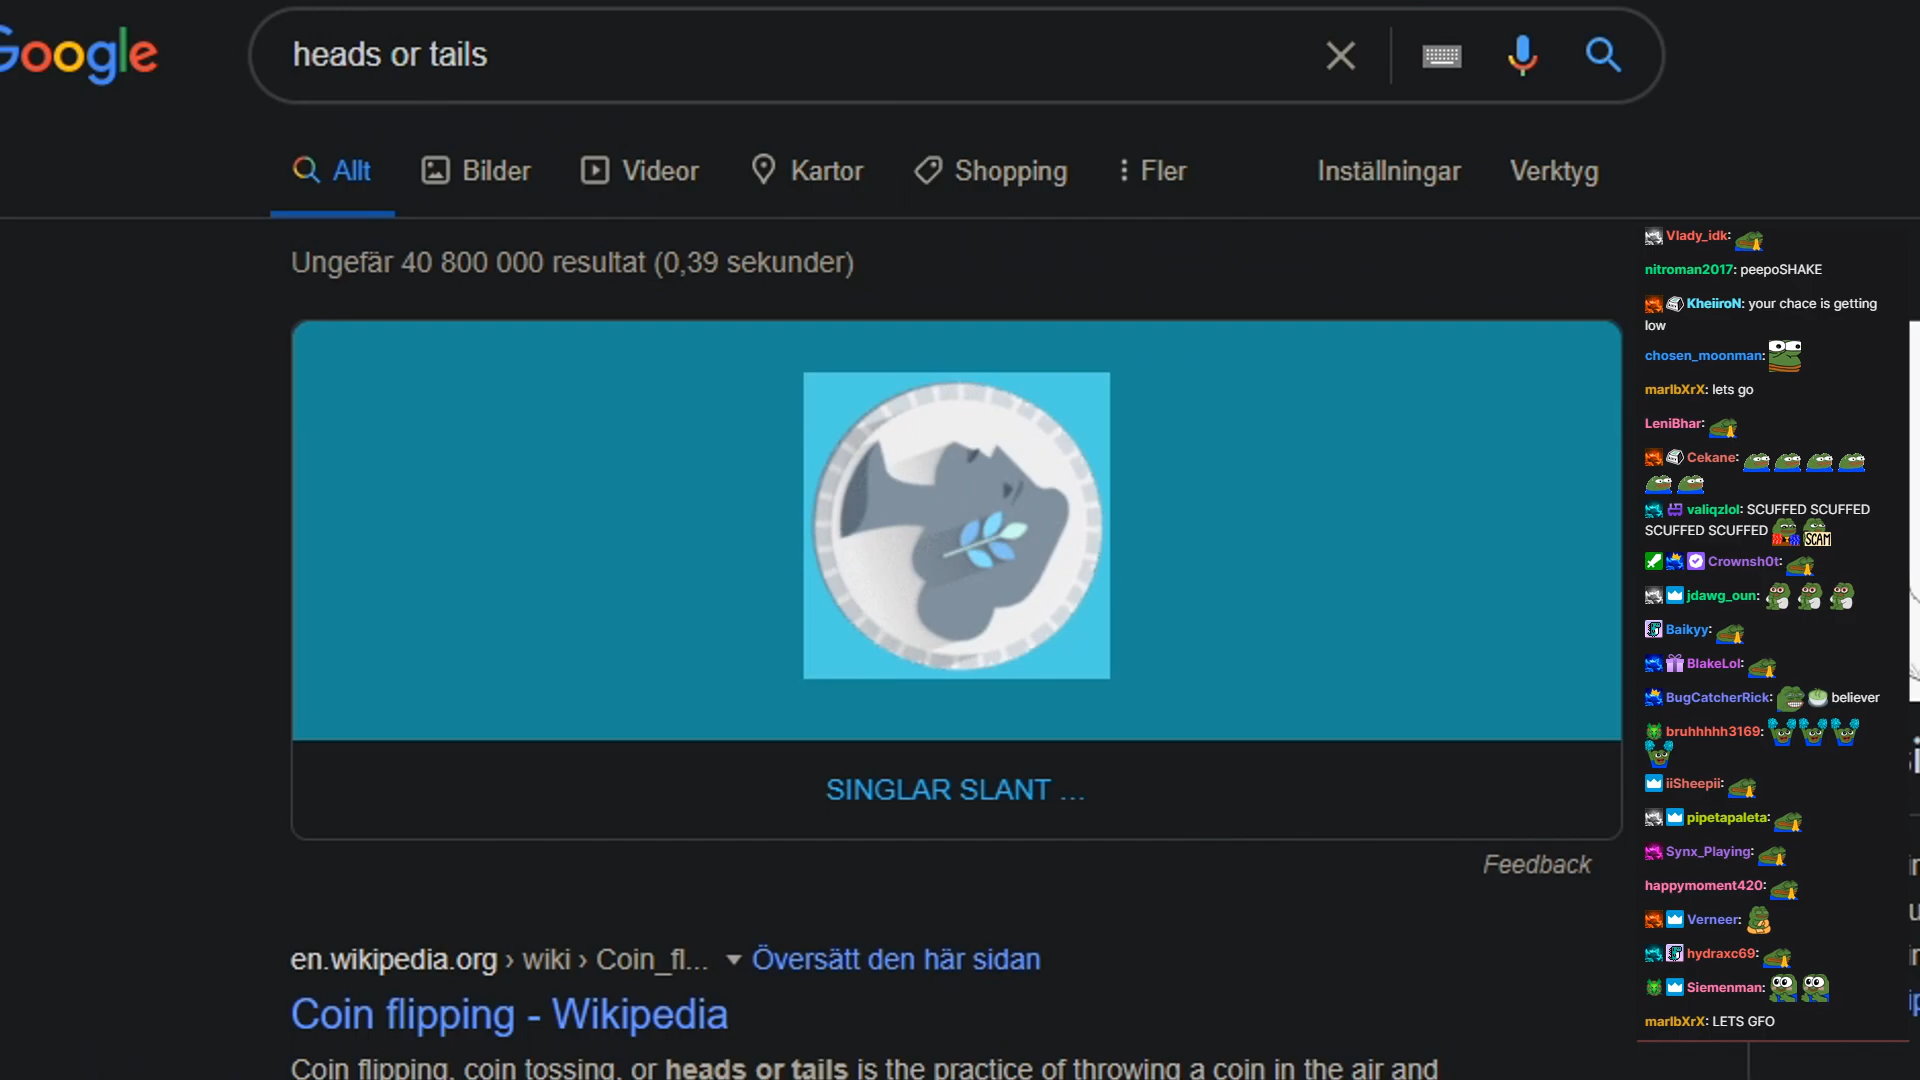 Google
heads or tails
Allt Bilder Videor Kartor Shopping Fler Inställningar Verktyg
Ungefär 40 800 000 resultat (0,39 sekunder)
SINGLAR SLANT ...
Feedback
en.wikipedia.org › wiki › Coin_fl... Översätt den här sidan
Coin flipping - Wikipedia
Coin flipping, coin tossing, or heads or tails is the practice of throwing a coin in the air and
Vlady_idk:
nitroman2017: peepoSHAKE
KheiiroN: your chace is getting
low
chosen_moonman:
marlbXrX: lets go
LeniBhar:
Cekane:
valiqzlol: SCUFFED SCUFFED
SCUFFED SCUFFED SCAM
Crownsh0t:
jdawg_oun:
Baikyy:
BlakeLol:
BugCatcherRick: believer
bruhhhhh3169:
iiSheepii:
pipetapaleta:
Synx_Playing:
happymoment420:
Verneer:
hydraxc69:
Siemenman:
marlbXrX: LETS GFO